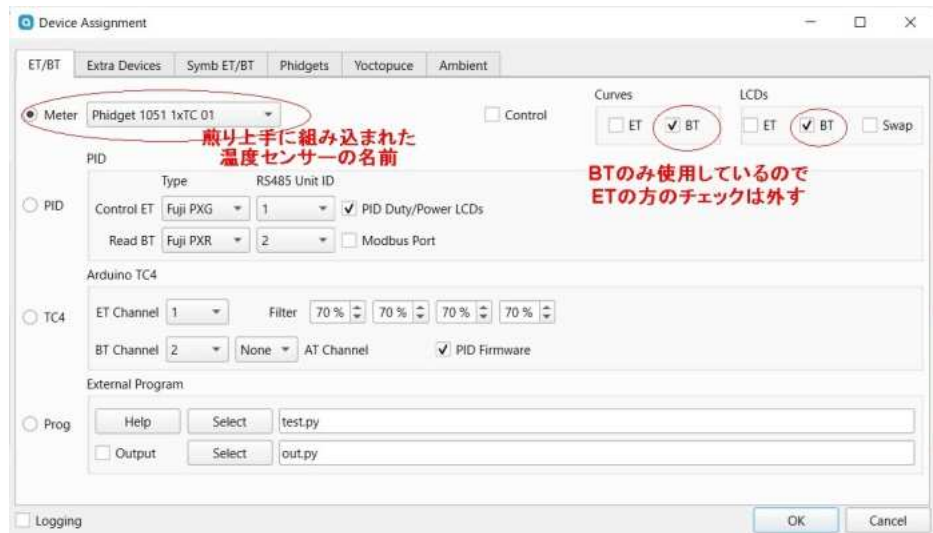 Device Assignment
ET/BT Extra Devices Symb ET/BT Phidgets Yoctopuce Ambient
Curves LCDs
Meter Phidget 1051 1xTC 01 Control ET BT ET BT Swap
煎り上手に組み込まれた
温度センサーの名前
BTのみ使用しているので
ETの方のチェックは外す
PID
Type RS485 Unit ID
PID Control ET Fuji PXG 1 PID Duty/Power LCDs
Read BT Fuji PXR 2 Modbus Port
Arduino TC4
TC4 ET Channel 1 Filter 70 % 70 % 70 % 70 %
BT Channel 2 None AT Channel PID Firmware
External Program
Prog Help Select test.py
Output Select out.py
Logging OK Cancel